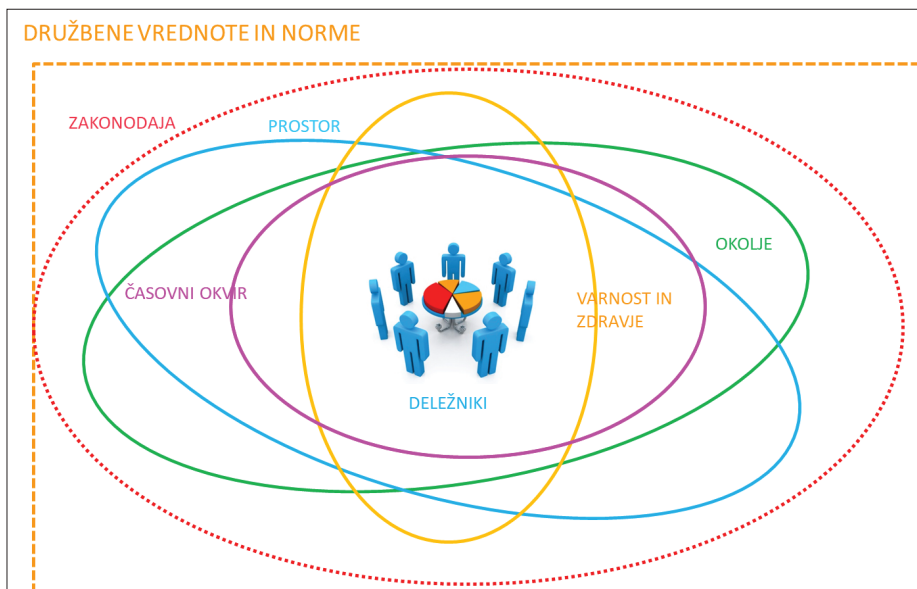 DRUŽBENE VREDNOTE IN NORME
ZAKONODAJA
PROSTOR
OKOLJE
ČASOVNI OKVIR
VARNOST IN
ZDRAVJE
DELEŽNIKI